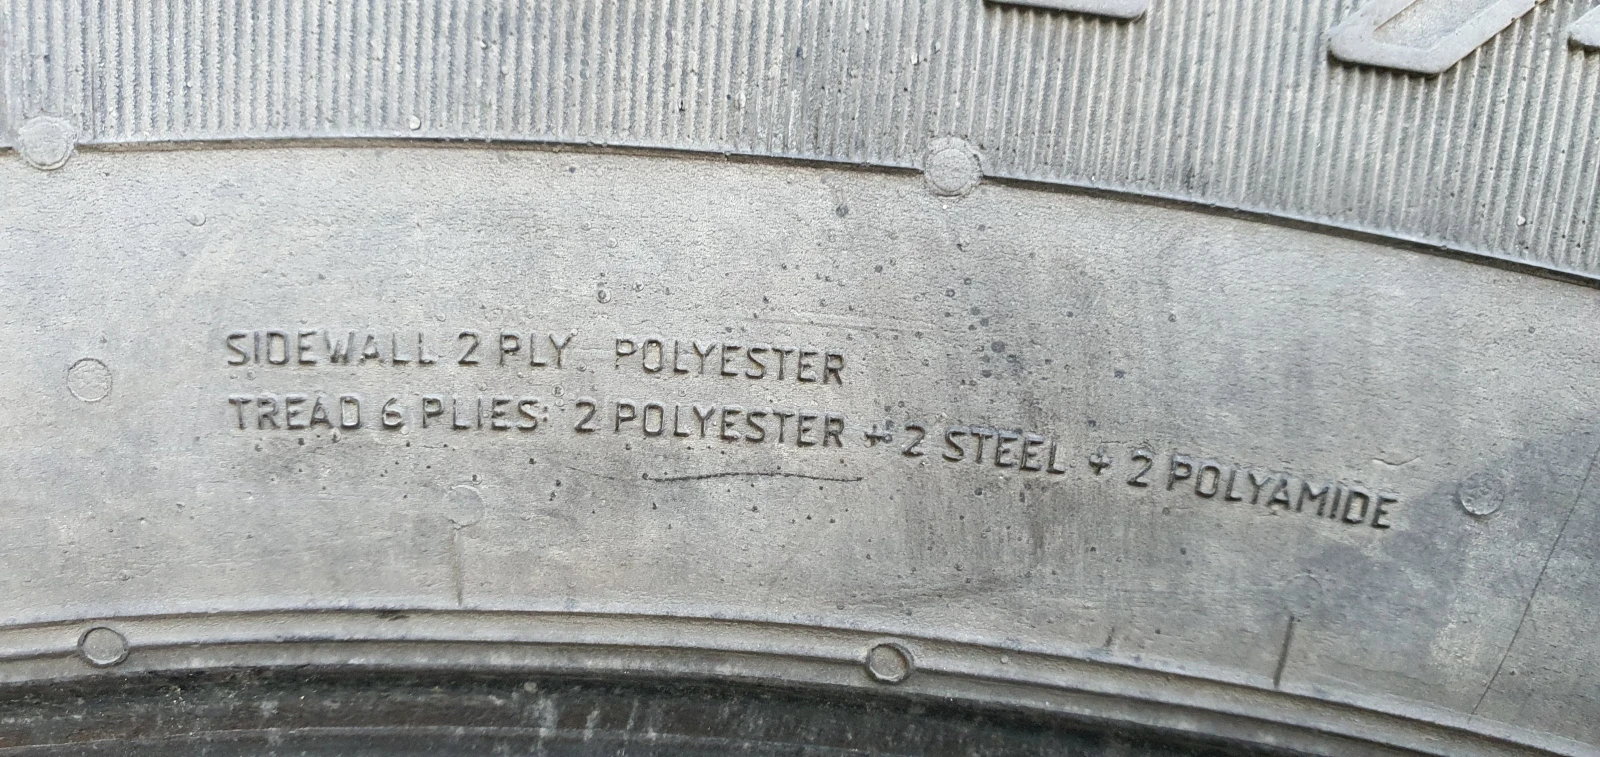 SIDEWALL 2 PLY POLYESTER
TREAD 6 PLIES: 2 POLYESTER + 2 STEEL + 2 POLYAMIDE